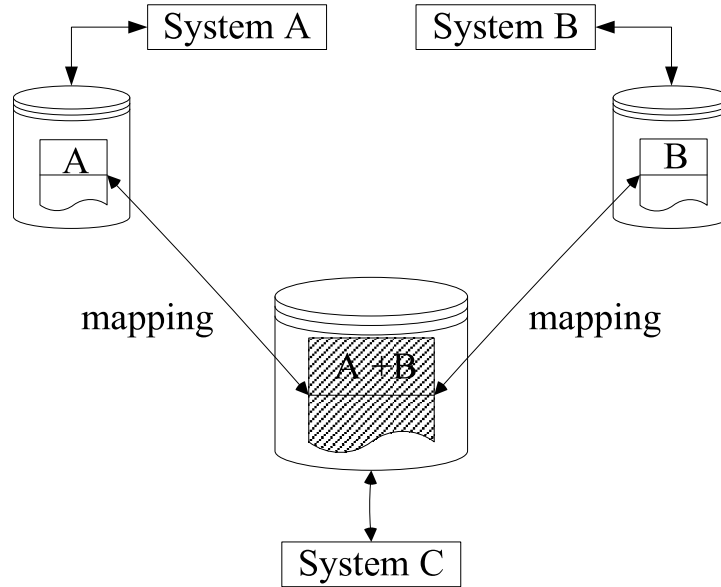 System A
System B
A
B
mapping
mapping
A +B
System C